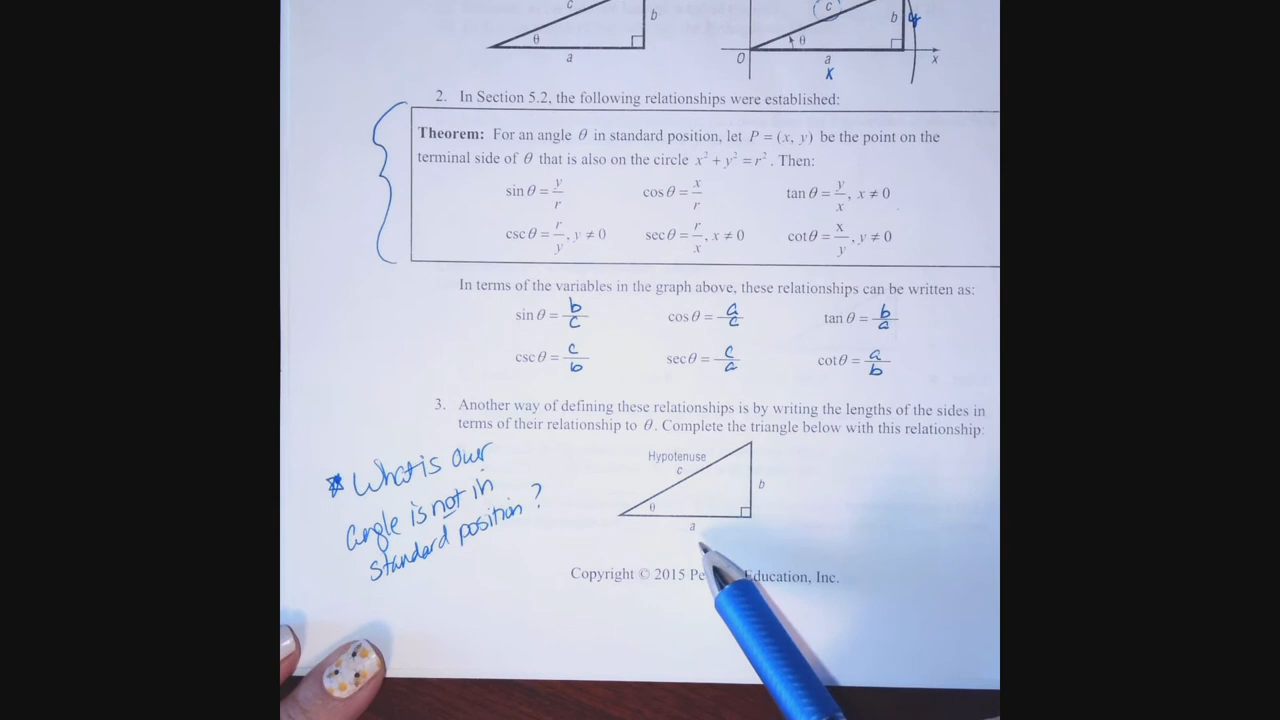 c
b
θ
a
c
b
y
θ
O
a
x
x
2. In Section 5.2, the following relationships were established:
Theorem: For an angle θ in standard position, let P = (x, y) be the point on the
terminal side of θ that is also on the circle x² + y² = r². Then:
sin θ = y/r cos θ = x/r tan θ = y/x, x ≠ 0
csc θ = r/y, y ≠ 0 sec θ = r/x, x ≠ 0 cot θ = x/y, y ≠ 0
In terms of the variables in the graph above, these relationships can be written as:
sin θ = b/c cos θ = a/c tan θ = b/a
csc θ = c/b sec θ = c/a cot θ = a/b
3. Another way of defining these relationships is by writing the lengths of the sides in
terms of their relationship to θ. Complete the triangle below with this relationship:
* What is our
angle is not in
standard position?
Hypotenuse
c
b
θ
a
Copyright © 2015 Pe Education, Inc.